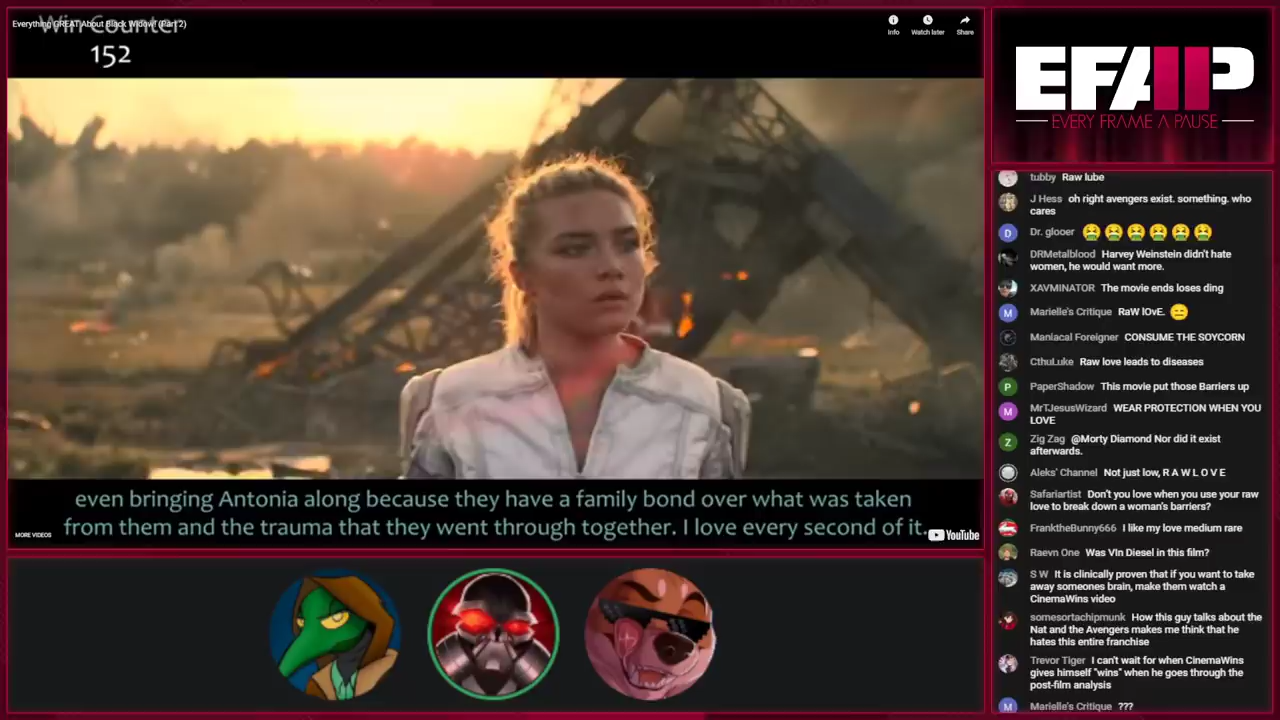 Everything GREAT About Black Widow! (Part 2)
Win Counter
152
Info
Watch later
Share
even bringing Antonia along because they have a family bond over what was taken
from them and the trauma that they went through together. I love every second of it.
MORE VIDEOS
YouTube
EFAP
EVERY FRAME A PAUSE
tubby Raw lube
J Hess oh right avengers exist. something. who
cares
D
Dr. glooer 🤮🤮🤮🤮🤮🤮
DRMetalblood Harvey Weinstein didn't hate
women, he would want more.
XAVMINATOR The movie ends loses ding
M
Marielle's Critique RaW lOvE. 😑
Maniacal Foreigner CONSUME THE SOYCORN
CthuLuke Raw love leads to diseases
P
PaperShadow This movie put those Barriers up
M
MrTJesusWizard WEAR PROTECTION WHEN YOU
LOVE
Z
Zig Zag @Morty Diamond Nor did it exist
afterwards.
Aleks' Channel Not just low, R A W L O V E
Safariartist Don't you love when you use your raw
love to break down a woman's barriers?
FranktheBunny666 I like my love medium rare
Raevn One Was VIn Diesel in this film?
S W It is clinically proven that if you want to take
away someones brain, make them watch a
CinemaWins video
somesortachipmunk How this guy talks about the
Nat and the Avengers makes me think that he
hates this entire franchise
Trevor Tiger I can't wait for when CinemaWins
gives himself "wins" when he goes through the
post-film analysis
M
Marielle's Critique ???